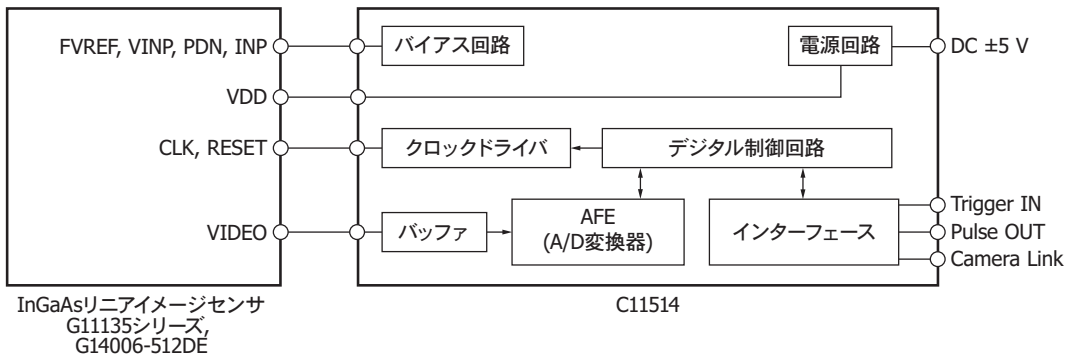 FVREF, VINP, PDN, INP
バイアス回路
電源回路
DC ±5 V
VDD
CLK, RESET
クロックドライバ
デジタル制御回路
VIDEO
バッファ
AFE
(A/D変換器)
インターフェース
Trigger IN
Pulse OUT
Camera Link
InGaAsリニアイメージセンサ
G11135シリーズ,
G14006-512DE
C11514